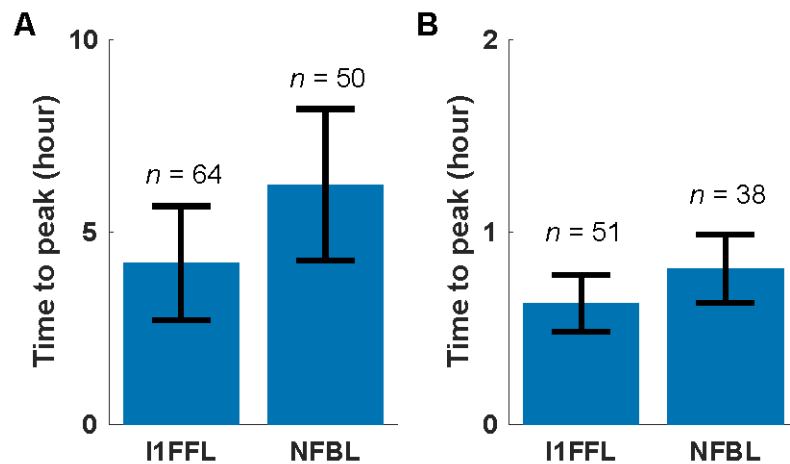 A
Time to peak (hour)
10
5
0
n = 64
n = 50
I1FFL
NFBL
B
Time to peak (hour)
2
1
0
n = 51
n = 38
I1FFL
NFBL